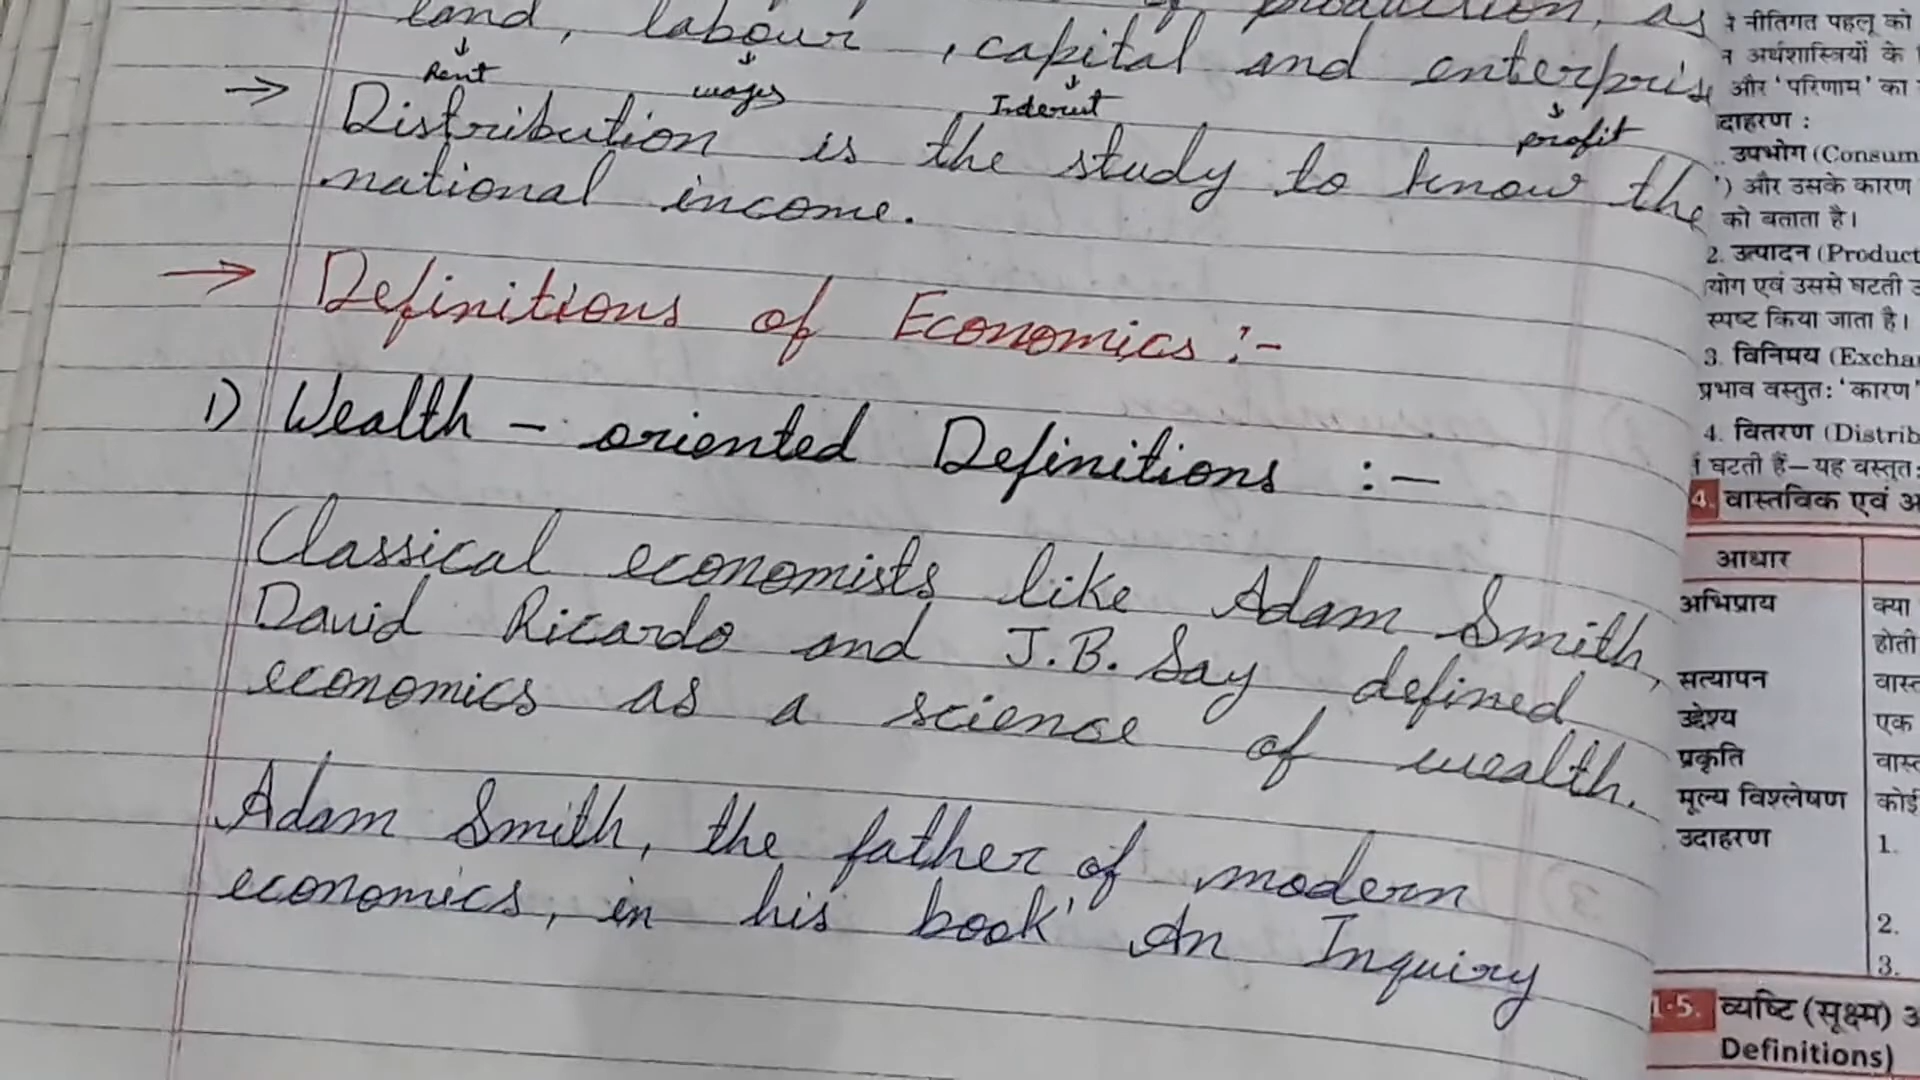 land, labour, capital and enterpris
Rent wages Interest profit
→ Distribution is the study to know the
national income.
→ Definitions of Economics :-
1) Wealth - oriented Definitions :-
Classical economists like Adam Smith,
David Ricardo and J.B. Say defined
economics as a science of wealth.
Adam Smith, the father of modern
economics, in his book' An Inquiry
नीतिगत पहलू को
अर्थशास्त्रियों के
और 'परिणाम' का
दाहरण :
उपभोग (Consum
') और उसके कारण
को बताता है।
2. उत्पादन (Product
योग एवं उससे घटती
स्पष्ट किया जाता है।
3. विनिमय (Excha
प्रभाव वस्तुतः 'कारण'
4. वितरण (Distrib
घटती हैं—यह वस्तुत:
4. वास्तविक एवं अ
आधार
अभिप्राय क्या
होती
सत्यापन वास्त
उद्देश्य एक
प्रकृति वास्त
मूल्य विश्लेषण कोई
उदाहरण 1.
2.
3.
1·5. व्यष्टि (सूक्ष्म) अ
Definitions)